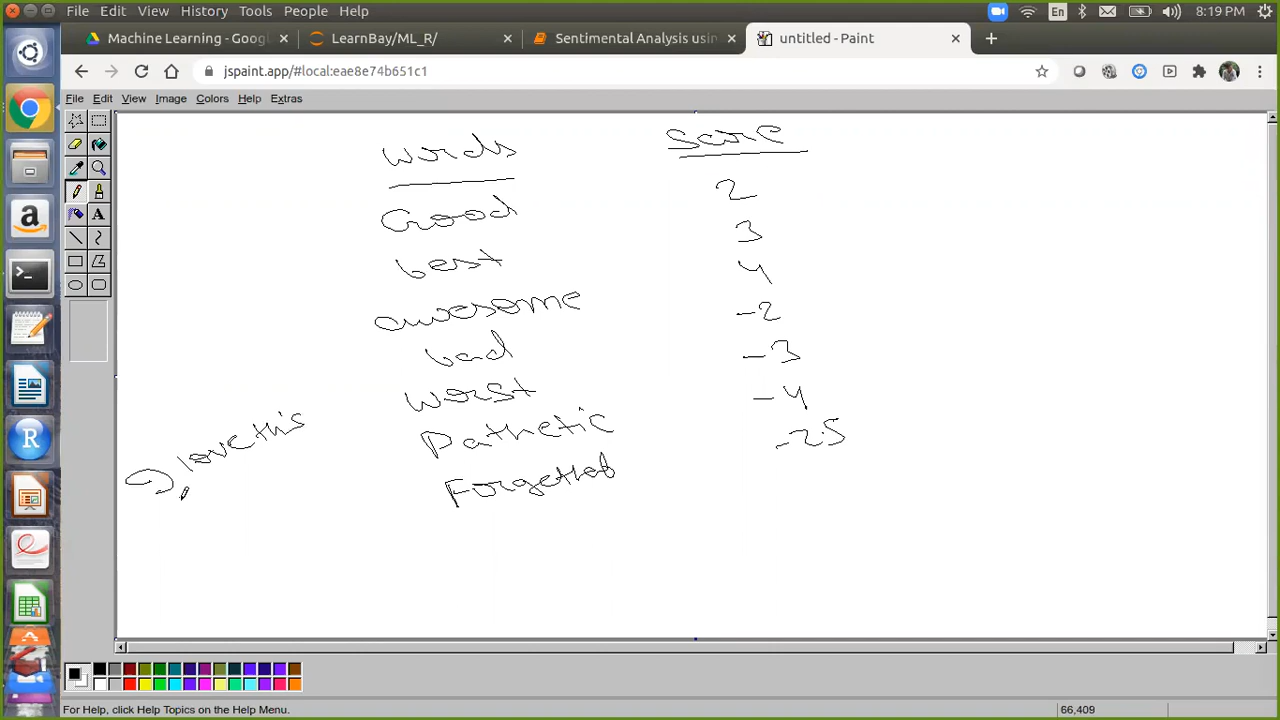 File Edit View History Tools People Help
En 8:19 PM
Machine Learning - Googl
LearnBay/ML_R/
Sentimental Analysis usin
untitled - Paint
jspaint.app/#local:eae8e74b651c1
File Edit View Image Colors Help Extras
Words Score
Good 2
best 3
awesome 4
bad -2
worst -3
Pathetic -4
-2.5
I love this
For Help, click Help Topics on the Help Menu.
66,409